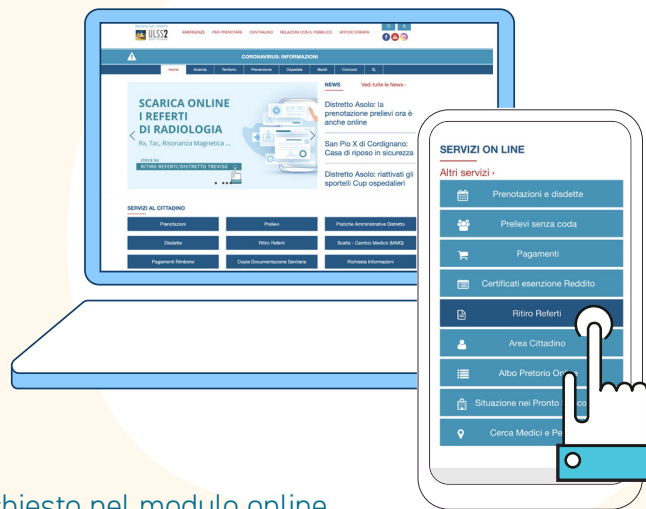 REGIONE DEL VENETO
ULSS2
EMERGENZE PER PRENOTARE CENTRALINO RELAZIONI CON IL PUBBLICO UFFICIO STAMPA
CORONAVIRUS: INFORMAZIONI
Home Azienda Territorio Prevenzione Ospedale Bandi Concorsi
SCARICA ONLINE
I REFERTI
DI RADIOLOGIA
Rx, Tac, Risonanza Magnetica ...
clicca su
RITIRO REFERTI/DISTRETTO TREVISO
NEWS Vedi tutte le News ›
Distretto Asolo: la
prenotazione prelievi ora è
anche online
San Pio X di Cordignano:
Casa di riposo in sicurezza
Distretto Asolo: riattivati gli
sportelli Cup ospedalieri
SERVIZI AL CITTADINO
Prenotazioni Prelievi Pratiche Amministrative Distretto
Disdette Ritiro Referti Scelta - Cambio Medico (MMG)
Pagamenti Rimborsi Copia Documentazione Sanitaria Richiesta Informazioni
SERVIZI ON LINE
Altri servizi ›
Prenotazioni e disdette
Prelievi senza coda
Pagamenti
Certificati esenzione Reddito
Ritiro Referti
Area Cittadino
Albo Pretorio On
Situazione nei Pronto
Cerca Medici e Pe
hiesto nel modulo online